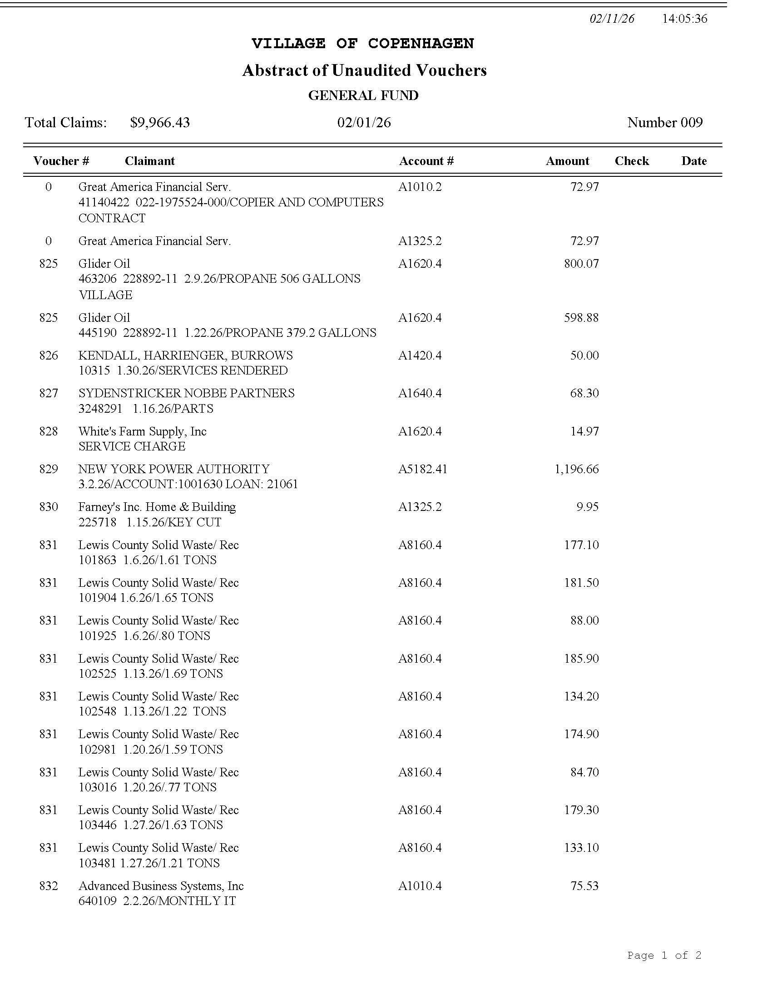 02/11/26 14:05:36
VILLAGE OF COPENHAGEN
Abstract of Unaudited Vouchers
GENERAL FUND
Total Claims: $9,966.43 02/01/26 Number 009
Voucher # Claimant Account # Amount Check Date
0 Great America Financial Serv. A1010.2 72.97
41140422 022-1975524-000/COPIER AND COMPUTERS
CONTRACT
0 Great America Financial Serv. A1325.2 72.97
825 Glider Oil A1620.4 800.07
463206 228892-11 2.9.26/PROPANE 506 GALLONS
VILLAGE
825 Glider Oil A1620.4 598.88
445190 228892-11 1.22.26/PROPANE 379.2 GALLONS
826 KENDALL, HARRIENGER, BURROWS A1420.4 50.00
10315 1.30.26/SERVICES RENDERED
827 SYDENSTRICKER NOBBE PARTNERS A1640.4 68.30
3248291 1.16.26/PARTS
828 White's Farm Supply, Inc A1620.4 14.97
SERVICE CHARGE
829 NEW YORK POWER AUTHORITY A5182.41 1,196.66
3.2.26/ACCOUNT:1001630 LOAN: 21061
830 Farney's Inc. Home & Building A1325.2 9.95
225718 1.15.26/KEY CUT
831 Lewis County Solid Waste/ Rec A8160.4 177.10
101863 1.6.26/1.61 TONS
831 Lewis County Solid Waste/ Rec A8160.4 181.50
101904 1.6.26/1.65 TONS
831 Lewis County Solid Waste/ Rec A8160.4 88.00
101925 1.6.26/.80 TONS
831 Lewis County Solid Waste/ Rec A8160.4 185.90
102525 1.13.26/1.69 TONS
831 Lewis County Solid Waste/ Rec A8160.4 134.20
102548 1.13.26/1.22 TONS
831 Lewis County Solid Waste/ Rec A8160.4 174.90
102981 1.20.26/1.59 TONS
831 Lewis County Solid Waste/ Rec A8160.4 84.70
103016 1.20.26/.77 TONS
831 Lewis County Solid Waste/ Rec A8160.4 179.30
103446 1.27.26/1.63 TONS
831 Lewis County Solid Waste/ Rec A8160.4 133.10
103481 1.27.26/1.21 TONS
832 Advanced Business Systems, Inc A1010.4 75.53
640109 2.2.26/MONTHLY IT
Page 1 of 2